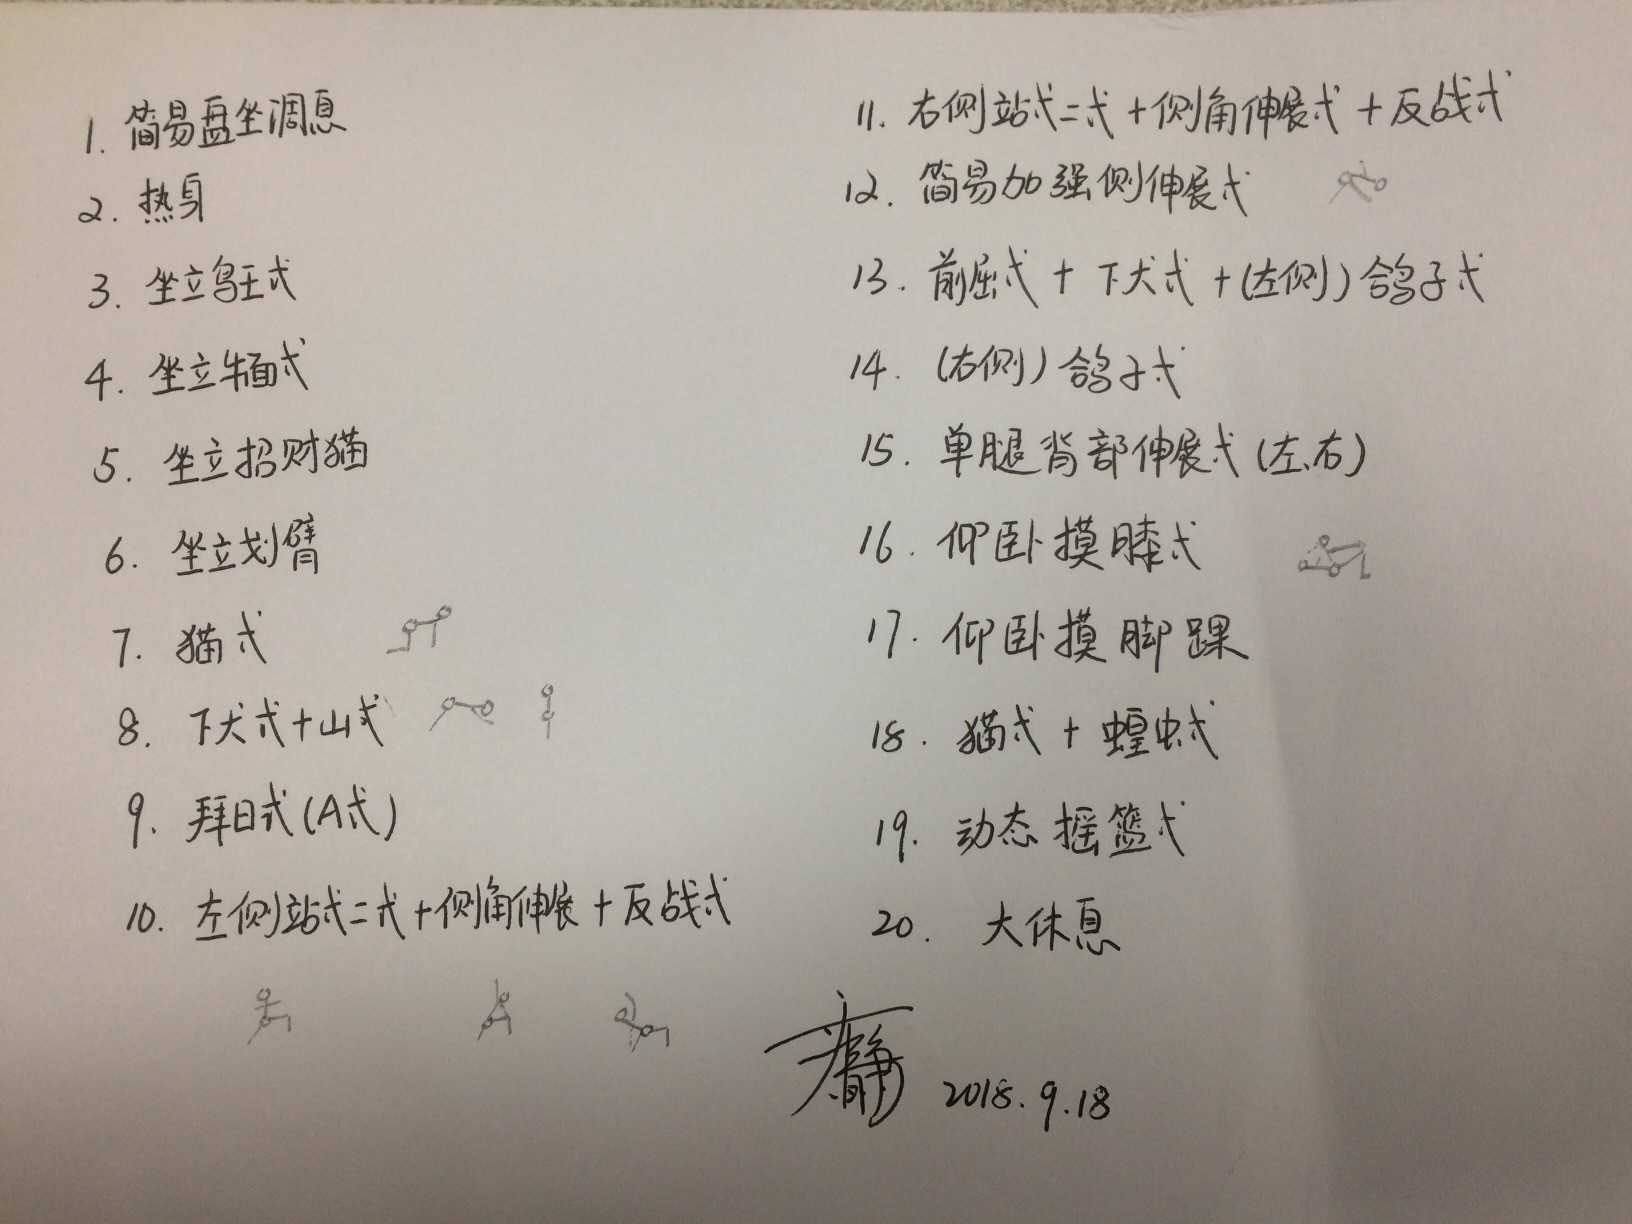 1. 简易盘坐调息
2. 热身
3. 坐立鸟王式
4. 坐立牛面式
5. 坐立招财猫
6. 坐立划臂
7. 猫式
8. 下犬式+山式
9. 拜日式(A式)
10. 左侧站式二式+侧角伸展+反战式
11. 右侧站式二式+侧角伸展式+反战式
12. 简易加强侧伸展式
13. 前屈式+下犬式+(左侧)鸽子式
14. (右侧)鸽子式
15. 单腿背部伸展式(左、右)
16. 仰卧摸膝式
17. 仰卧摸脚踝
18. 猫式+蝗虫式
19. 动态摇篮式
20. 大休息
2018.9.18